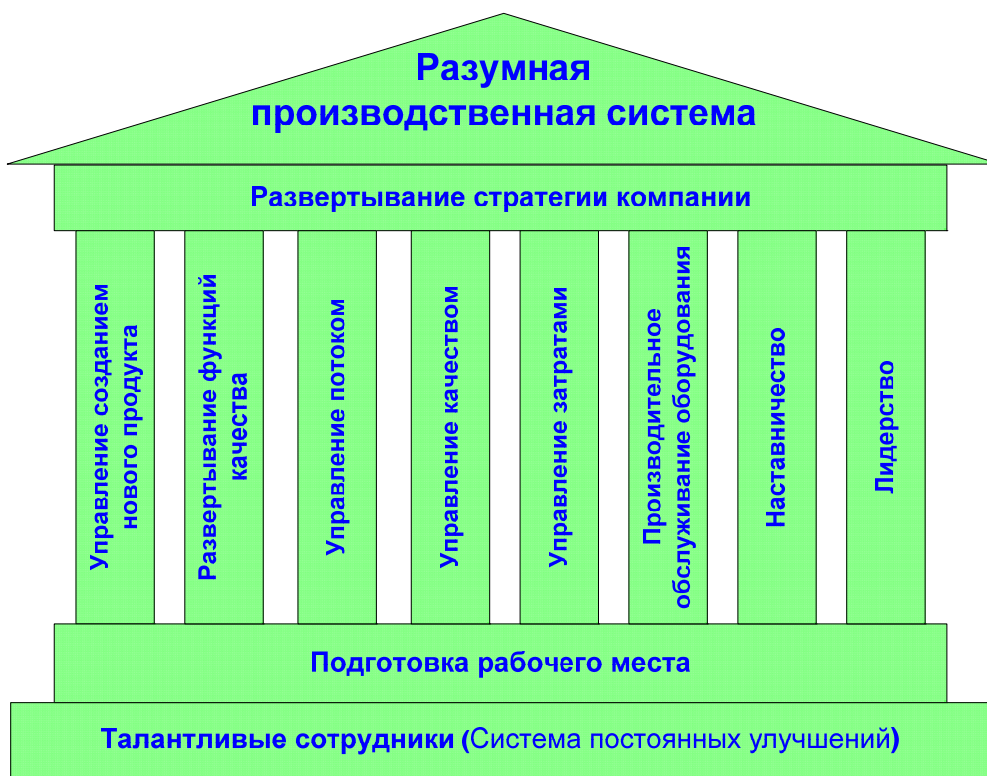 Разумная
производственная система
Развертывание стратегии компании
Управление созданием
нового продукта
Развертывание функций
качества
Управление потоком
Управление качеством
Управление затратами
Производительное
обслуживание оборудования
Наставничество
Лидерство
Подготовка рабочего места
Талантливые сотрудники (Система постоянных улучшений)